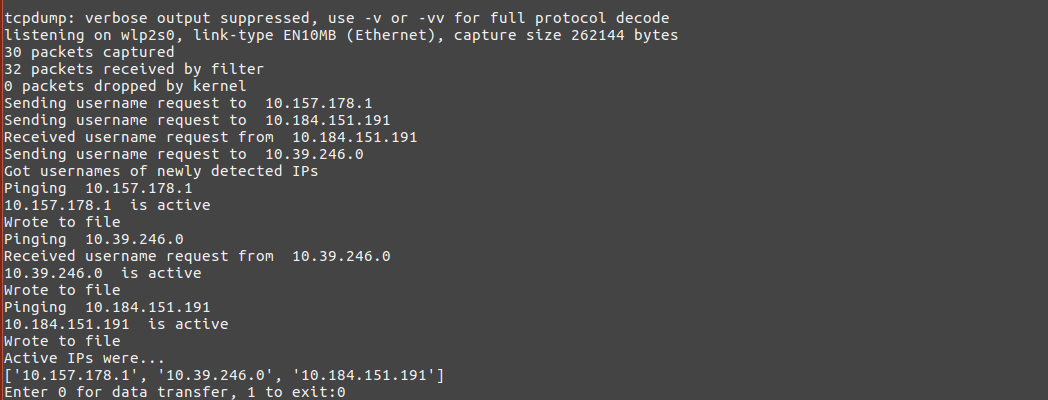 tcpdump: verbose output suppressed, use -v or -vv for full protocol decode
listening on wlp2s0, link-type EN10MB (Ethernet), capture size 262144 bytes
30 packets captured
32 packets received by filter
0 packets dropped by kernel
Sending username request to  10.157.178.1
Sending username request to  10.184.151.191
Received username request from  10.184.151.191
Sending username request to  10.39.246.0
Got usernames of newly detected IPs
Pinging  10.157.178.1
10.157.178.1  is active
Wrote to file
Pinging  10.39.246.0
Received username request from  10.39.246.0
10.39.246.0  is active
Wrote to file
Pinging  10.184.151.191
10.184.151.191  is active
Wrote to file
Active IPs were...
['10.157.178.1', '10.39.246.0', '10.184.151.191']
Enter 0 for data transfer, 1 to exit:0